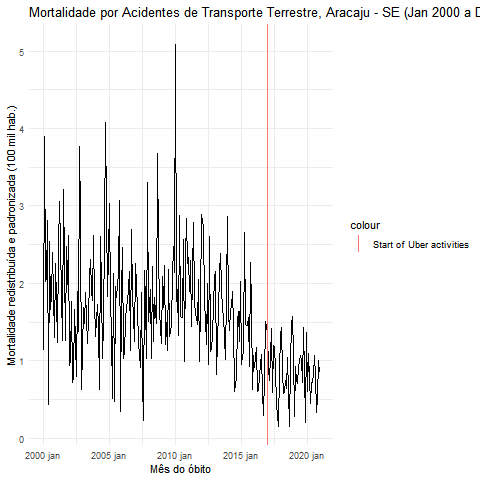 Mortalidade por Acidentes de Transporte Terrestre, Aracaju - SE (Jan 2000 a D
Mortalidade redistribuída e padronizada (100 mil hab.)
5
4
3
2
1
0
2000 jan
2005 jan
2010 jan
2015 jan
2020 jan
Mês do óbito
colour
Start of Uber activities